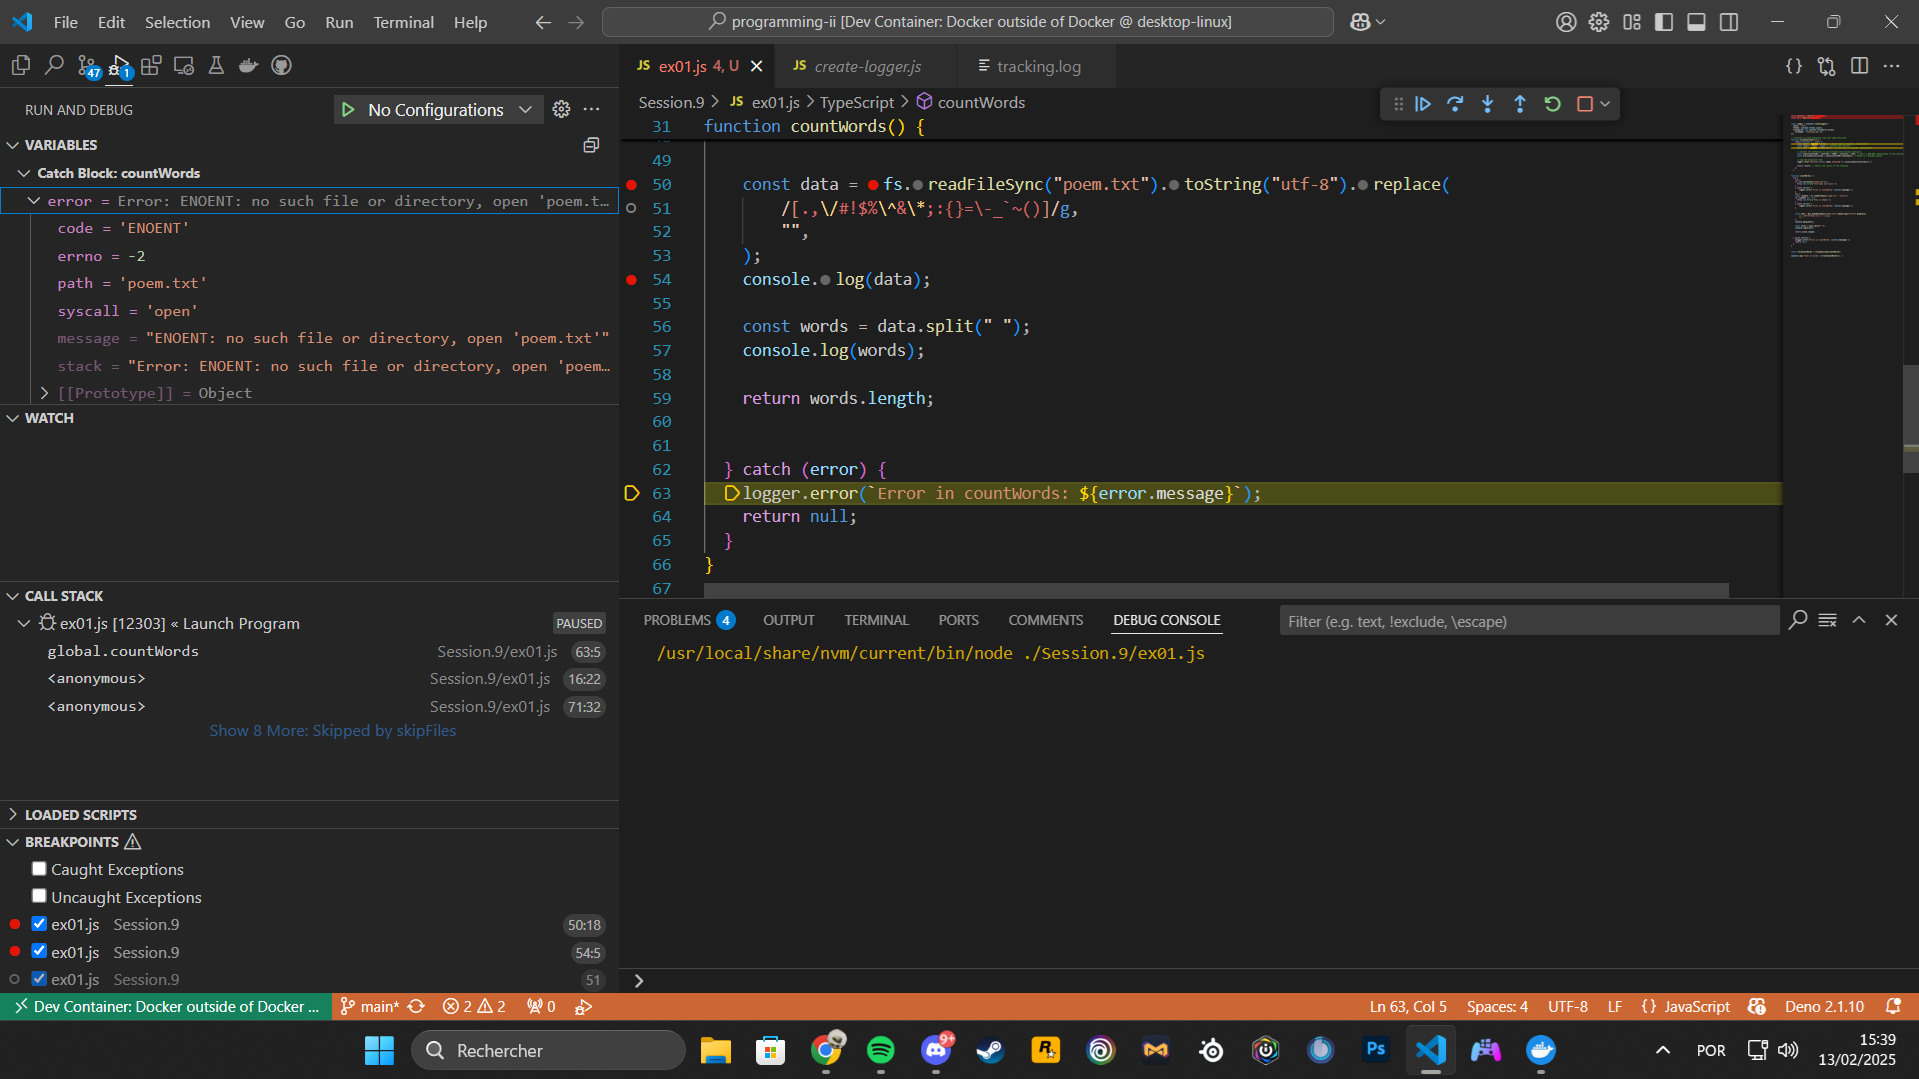 File Edit Selection View Go Run Terminal Help
programming-ii [Dev Container: Docker outside of Docker @ desktop-linux]
47
1
JS ex01.js 4, U
JS create-logger.js
tracking.log
RUN AND DEBUG
No Configurations
Session.9 > JS ex01.js > TypeScript > countWords
31 function countWords() {
VARIABLES
Catch Block: countWords
error = Error: ENOENT: no such file or directory, open 'poem.t…
code = 'ENOENT'
errno = -2
path = 'poem.txt'
syscall = 'open'
message = "ENOENT: no such file or directory, open 'poem.txt'"
stack = "Error: ENOENT: no such file or directory, open 'poem…
[[Prototype]] = Object
WATCH
49
50 const data = fs.readFileSync("poem.txt").toString("utf-8").replace(
51 /[.,\/#!$%\^&\*;:{}=\-_`~()]/g,
52 "",
53 );
54 console.log(data);
55
56 const words = data.split(" ");
57 console.log(words);
58
59 return words.length;
60
61
62 } catch (error) {
63 logger.error(`Error in countWords: ${error.message}`);
64 return null;
65 }
66 }
67
CALL STACK
ex01.js [12303] « Launch Program PAUSED
global.countWords Session.9/ex01.js 63:5
<anonymous> Session.9/ex01.js 16:22
<anonymous> Session.9/ex01.js 71:32
Show 8 More: Skipped by skipFiles
LOADED SCRIPTS
BREAKPOINTS
Caught Exceptions
Uncaught Exceptions
ex01.js Session.9 50:18
ex01.js Session.9 54:5
ex01.js Session.9 51
PROBLEMS 4 OUTPUT TERMINAL PORTS COMMENTS DEBUG CONSOLE
Filter (e.g. text, !exclude, \escape)
/usr/local/share/nvm/current/bin/node ./Session.9/ex01.js
Dev Container: Docker outside of Docker ... main* 2 2 0
Ln 63, Col 5 Spaces: 4 UTF-8 LF {} JavaScript Deno 2.1.10
Rechercher
9+
R
Ps
POR
15:39
13/02/2025